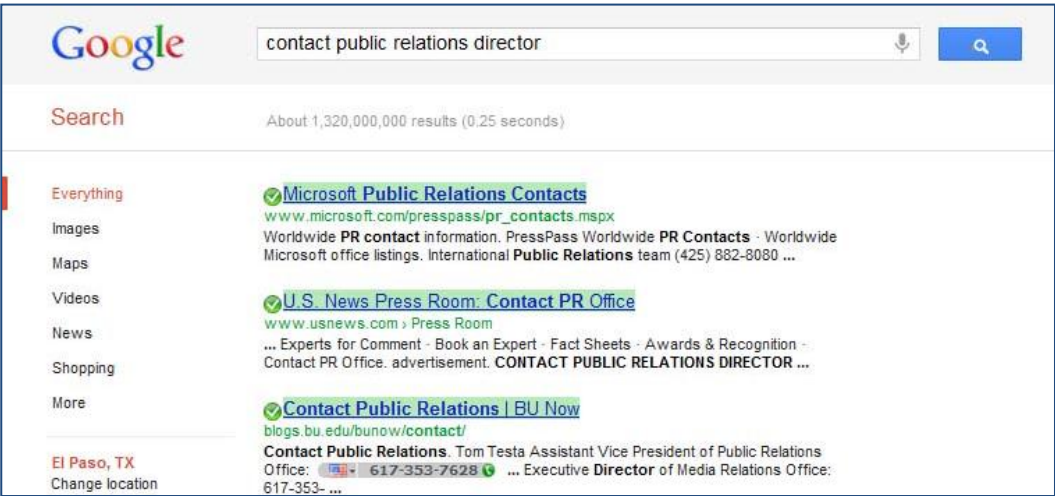 Google
contact public relations director
Search
About 1,320,000,000 results (0.25 seconds)
Everything
Images
Maps
Videos
News
Shopping
More
El Paso, TX
Change location
Microsoft Public Relations Contacts
www.microsoft.com/presspass/pr_contacts.mspx
Worldwide PR contact information. PressPass Worldwide PR Contacts · Worldwide
Microsoft office listings. International Public Relations team (425) 882-8080 ...
U.S. News Press Room: Contact PR Office
www.usnews.com › Press Room
... Experts for Comment · Book an Expert · Fact Sheets · Awards & Recognition ·
Contact PR Office. advertisement. CONTACT PUBLIC RELATIONS DIRECTOR ...
Contact Public Relations | BU Now
blogs.bu.edu/bunow/contact/
Contact Public Relations. Tom Testa Assistant Vice President of Public Relations
Office: 617-353-7628 ... Executive Director of Media Relations Office:
617-353- ...